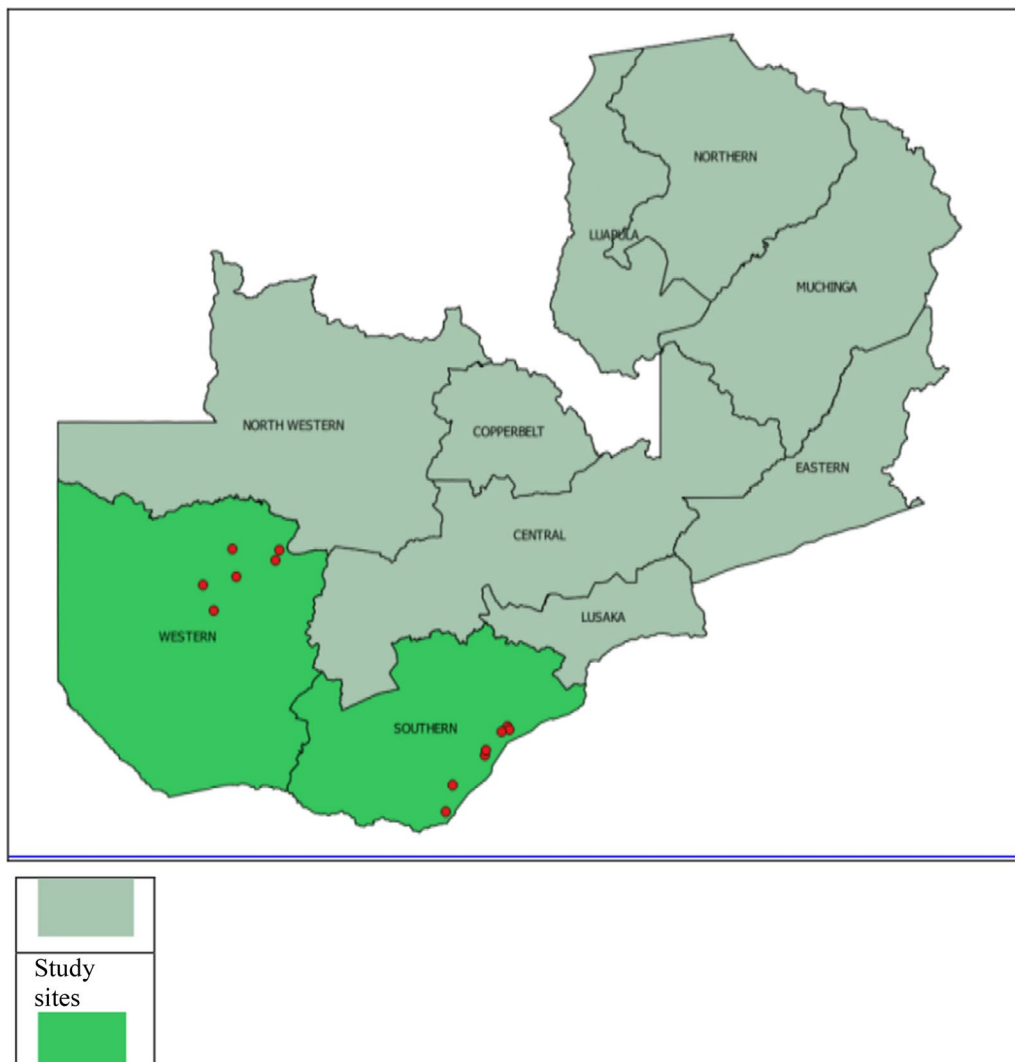 NORTHERN
LUAPULA
MUCHINGA
NORTH WESTERN
COPPERBELT
EASTERN
CENTRAL
LUSAKA
WESTERN
SOUTHERN
Study
sites